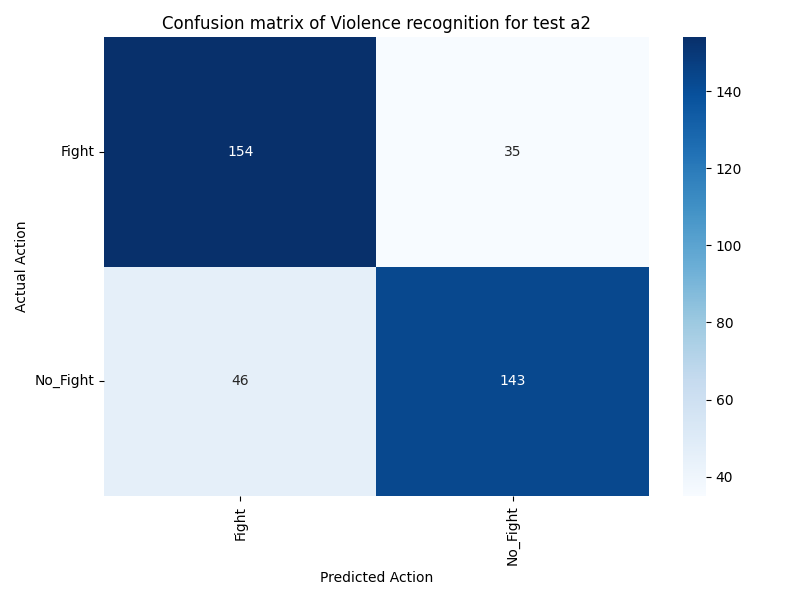 Confusion matrix of Violence recognition for test a2
Actual Action
Fight
No_Fight
154
35
46
143
Fight
No_Fight
Predicted Action
140
120
100
80
60
40